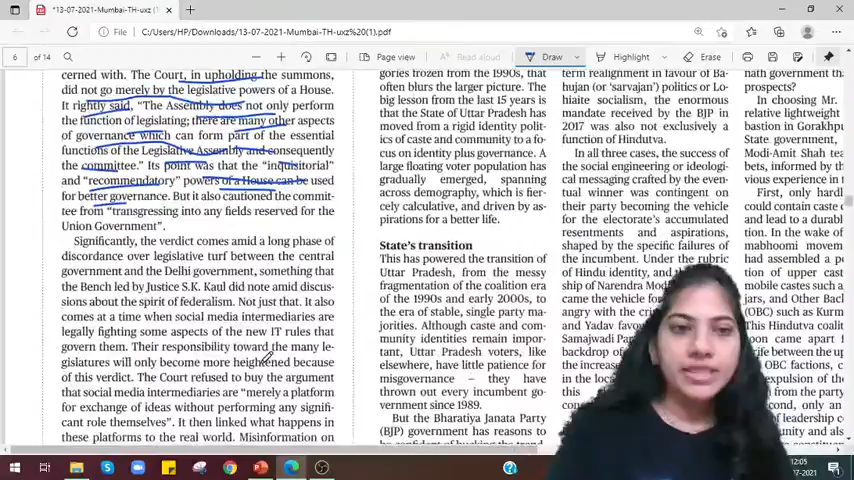 13-07-2021-Mumbai-TH-uxz
File
C:/Users/HP/Downloads/13-07-2021-Mumbai-TH-uxz%20(1).pdf
6
of 14
Page view
Read aloud
Draw
Highlight
Erase
cerned with. The Court, in upholding the summons,
did not go merely by the legislative powers of a House.
It rightly said, “The Assembly does not only perform
the function of legislating; there are many other aspects
of governance which can form part of the essential
functions of the Legislative Assembly and consequently
the committee.” Its point was that the “inquisitorial”
and “recommendatory” powers of a House can be used
for better governance. But it also cautioned the commit-
tee from “transgressing into any fields reserved for the
Union Government”.
Significantly, the verdict comes amid a long phase of
discordance over legislative turf between the central
government and the Delhi government, something that
the Bench led by Justice S.K. Kaul did note amid discus-
sions about the spirit of federalism. Not just that. It also
comes at a time when social media intermediaries are
legally fighting some aspects of the new IT rules that
govern them. Their responsibility toward the many le-
gislatures will only become more heightened because
of this verdict. The Court refused to buy the argument
that social media intermediaries are “merely a platform
for exchange of ideas without performing any signifi-
cant role themselves”. It then linked what happens in
these platforms to the real world. Misinformation on
gories frozen from the 1990s, that
often blurs the larger picture. The
big lesson from the last 15 years is
that the State of Uttar Pradesh has
moved from a rigid identity polit-
ics of caste and community to a fo-
cus on identity plus governance. A
large floating voter population has
gradually emerged, spanning
across demography, which is fier-
cely calculative, and driven by as-
pirations for a better life.
State's transition
This has powered the transition of
Uttar Pradesh, from the messy
fragmentation of the coalition era
of the 1990s and early 2000s, to
the era of stable, single party ma-
jorities. Although caste and com-
munity identities remain impor-
tant, Uttar Pradesh voters, like
elsewhere, have little patience for
misgovernance – they have
thrown out every incumbent go-
vernment since 1989.
But the Bharatiya Janata Party
(BJP) government has reasons to
be confident of bucking the trend
term realignment in favour of Ba-
hujan (or ‘sarvajan’) politics or Lo-
hiaite socialism, the enormous
mandate received by the BJP in
2017 was also not exclusively a
function of Hindutva.
In all three cases, the success of
the social engineering or ideologi-
cal messaging crafted by the even-
tual winner was contingent on
their party becoming the vehicle
for the electorate's accumulated
resentments and aspirations,
shaped by the specific failures of
the incumbent. Under the rubric
of Hindu identity, and
ship of Narendra
came the vehicle for
angry with the
and Yadav
Samajwadi
backdrop of
the increase
in the
this
nath government
prospects?
In choosing Mr.
relative lightweight
bastion in Gorakhpu
State government,
Modi-Amit Shah tea
bets, informed by th
vious experience in
First, only hardl
could contain caste
and lead to a durabl
tion. In the wake of
mabhoomi movem
had assembled a po
tion of upper cast
mobile castes such a
jars, and Other Back
(OBC) such as Kurm
This Hindutva coalit
oon came apart
ife between the up
OBC factions,
expulsion of the
from the party
cond, only an
of leadership
unity and als
12:05
-07-2021